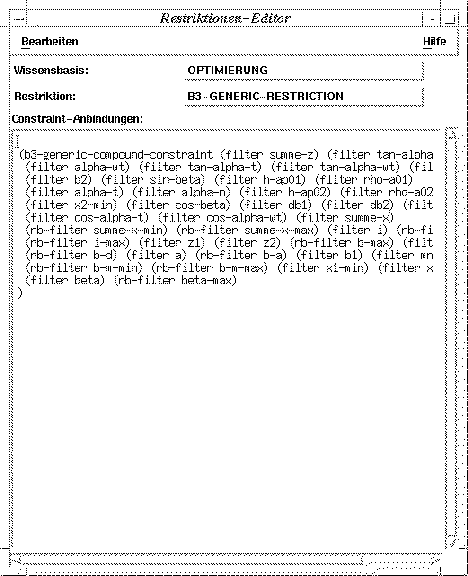 Restriktionen-Editor
Bearbeiten Hilfe
Wissensbasis: OPTIMIERUNG
Restriktion: B3-GENERIC-RESTRICTION
Constraint-Anbindungen:
(
(b3-generic-compound-constraint (filter summe-z) (filter tan-alpha
(filter alpha-wt) (filter tan-alpha-t) (filter tan-alpha-wt) (fil
(filter b2) (filter sin-beta) (filter h-ap01) (filter rho-a01)
(filter alpha-t) (filter alpha-n) (filter h-ap02) (filter rho-a02
(filter x2-min) (filter cos-beta) (filter db1) (filter db2) (filt
(filter cos-alpha-t) (filter cos-alpha-wt) (filter summe-x)
(rb-filter summe-x-min) (rb-filter summe-x-max) (filter i) (rb-fi
(rb-filter i-max) (filter z1) (filter z2) (rb-filter b-max) (filt
(rb-filter b-d) (filter a) (rb-filter b-a) (filter b1) (filter mn
(rb-filter b-m-min) (rb-filter b-m-max) (filter x1-min) (filter x
(filter beta) (rb-filter beta-max)
)